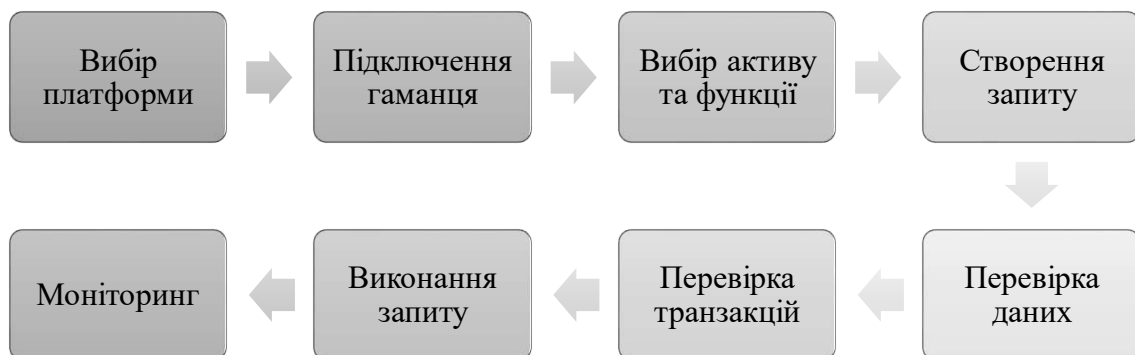 Вибір
платформи
Підключення
гаманця
Вибір активу
та функції
Створення
запиту
Перевірка
даних
Перевірка
транзакцій
Виконання
запиту
Моніторинг